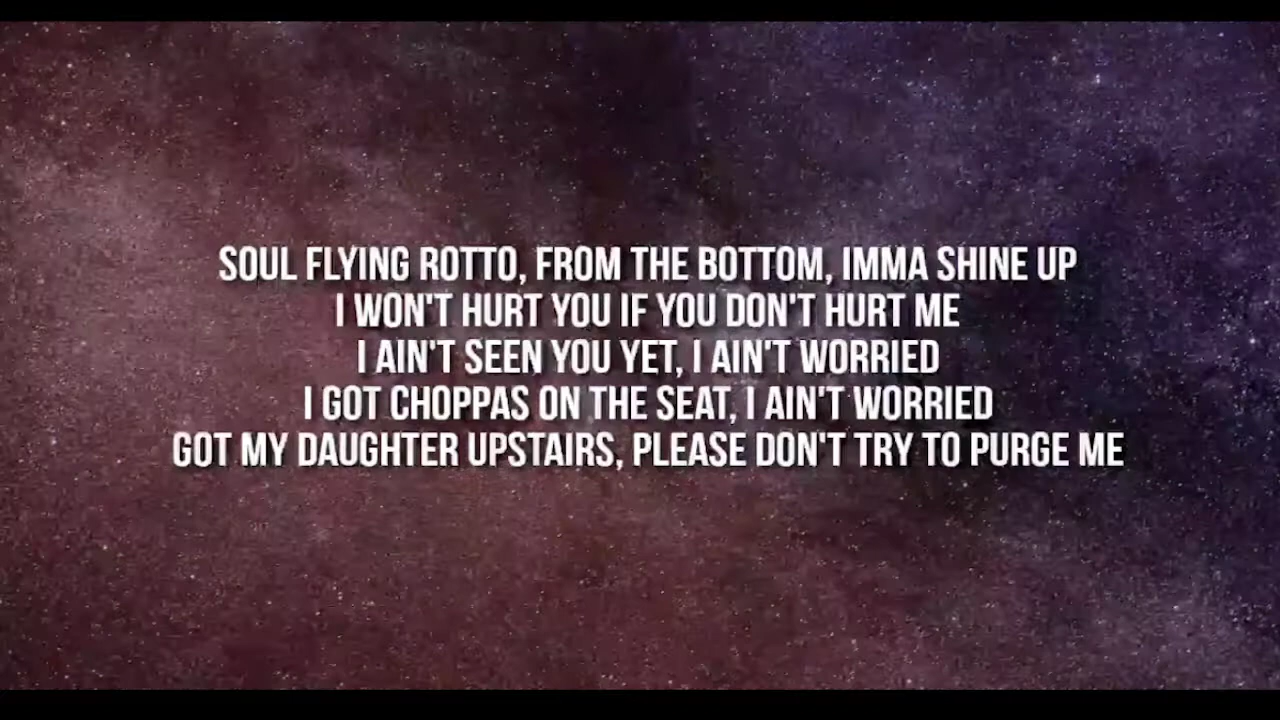 SOUL FLYING ROTTO, FROM THE BOTTOM, IMMA SHINE UP
I WON'T HURT YOU IF YOU DON'T HURT ME
I AIN'T SEEN YOU YET, I AIN'T WORRIED
I GOT CHOPPAS ON THE SEAT, I AIN'T WORRIED
GOT MY DAUGHTER UPSTAIRS, PLEASE DON'T TRY TO PURGE ME